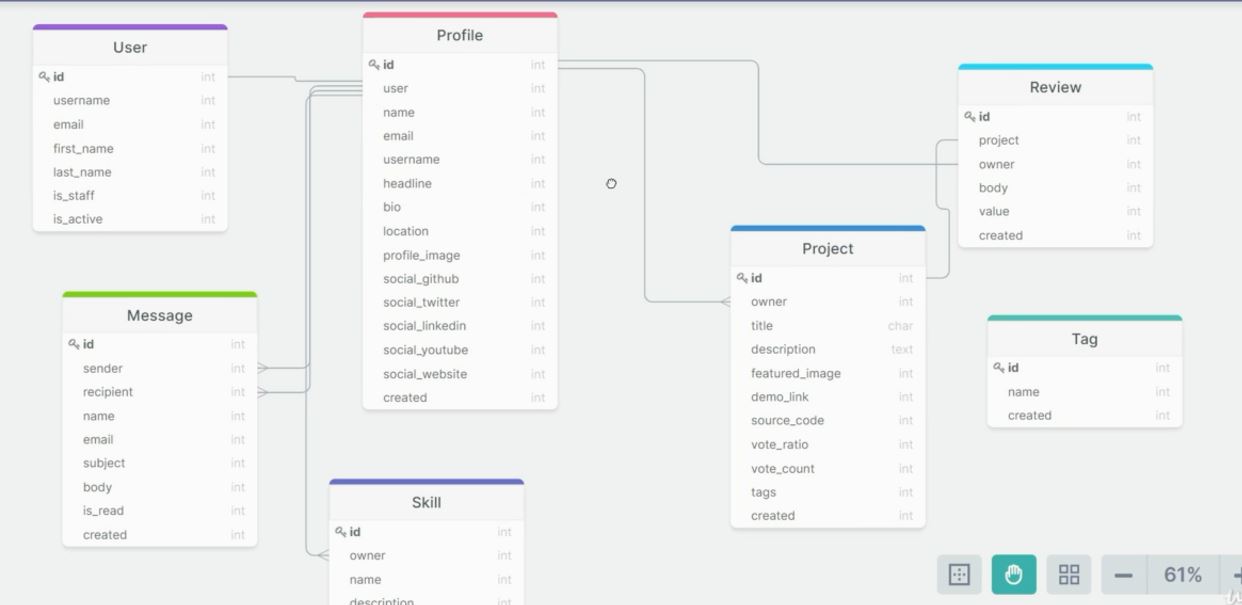 User
id int
username int
email int
first_name int
last_name int
is_staff int
is_active int
Profile
id int
user int
name int
email int
username int
headline int
bio int
location int
profile_image int
social_github int
social_twitter int
social_linkedin int
social_youtube int
social_website int
created int
Review
id int
project int
owner int
body int
value int
created int
Message
id int
sender int
recipient int
name int
email int
subject int
body int
is_read int
created int
Project
id int
owner int
title char
description text
featured_image int
demo_link int
source_code int
vote_ratio int
vote_count int
tags int
created int
Tag
id int
name int
created int
Skill
id int
owner int
name int
description int
61%